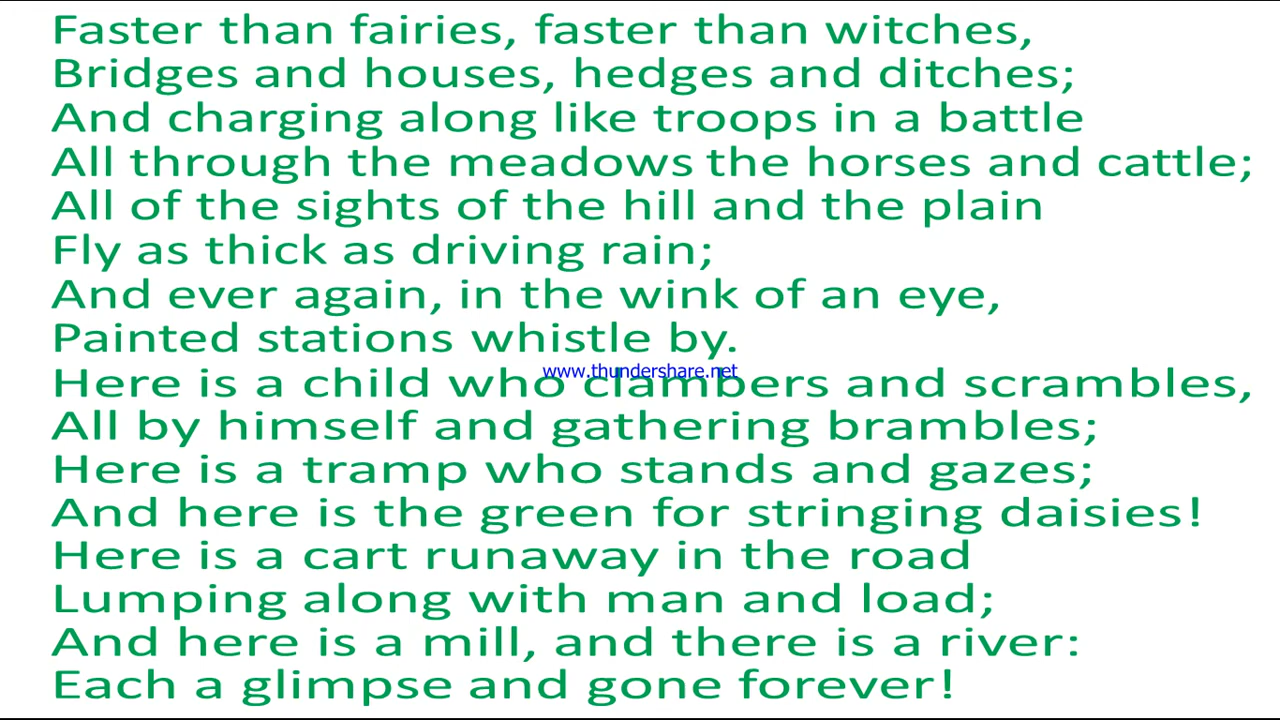 Faster than fairies, faster than witches,
Bridges and houses, hedges and ditches;
And charging along like troops in a battle
All through the meadows the horses and cattle;
All of the sights of the hill and the plain
Fly as thick as driving rain;
And ever again, in the wink of an eye,
Painted stations whistle by.
www.thundershare.net
Here is a child who clambers and scrambles,
All by himself and gathering brambles;
Here is a tramp who stands and gazes;
And here is the green for stringing daisies!
Here is a cart runaway in the road
Lumping along with man and load;
And here is a mill, and there is a river:
Each a glimpse and gone forever!